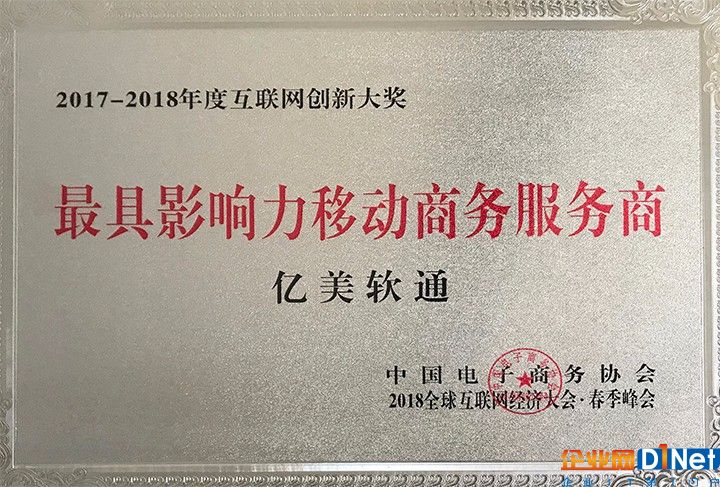 2017-2018年度互联网创新大奖
最具影响力移动商务服务商
亿美软通
中国电子商务协会
2018全球互联网经济大会·春季峰会
企业网D1Net